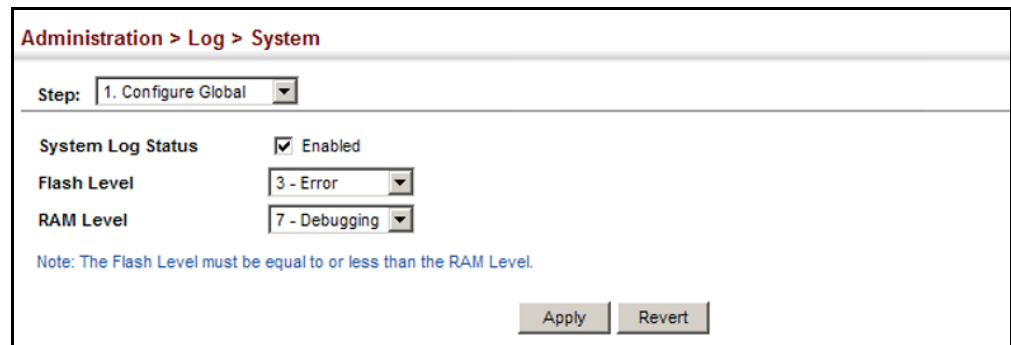 Administration > Log > System
Step: 1. Configure Global
System Log Status Enabled
Flash Level 3 - Error
RAM Level 7 - Debugging
Note: The Flash Level must be equal to or less than the RAM Level.
Apply Revert